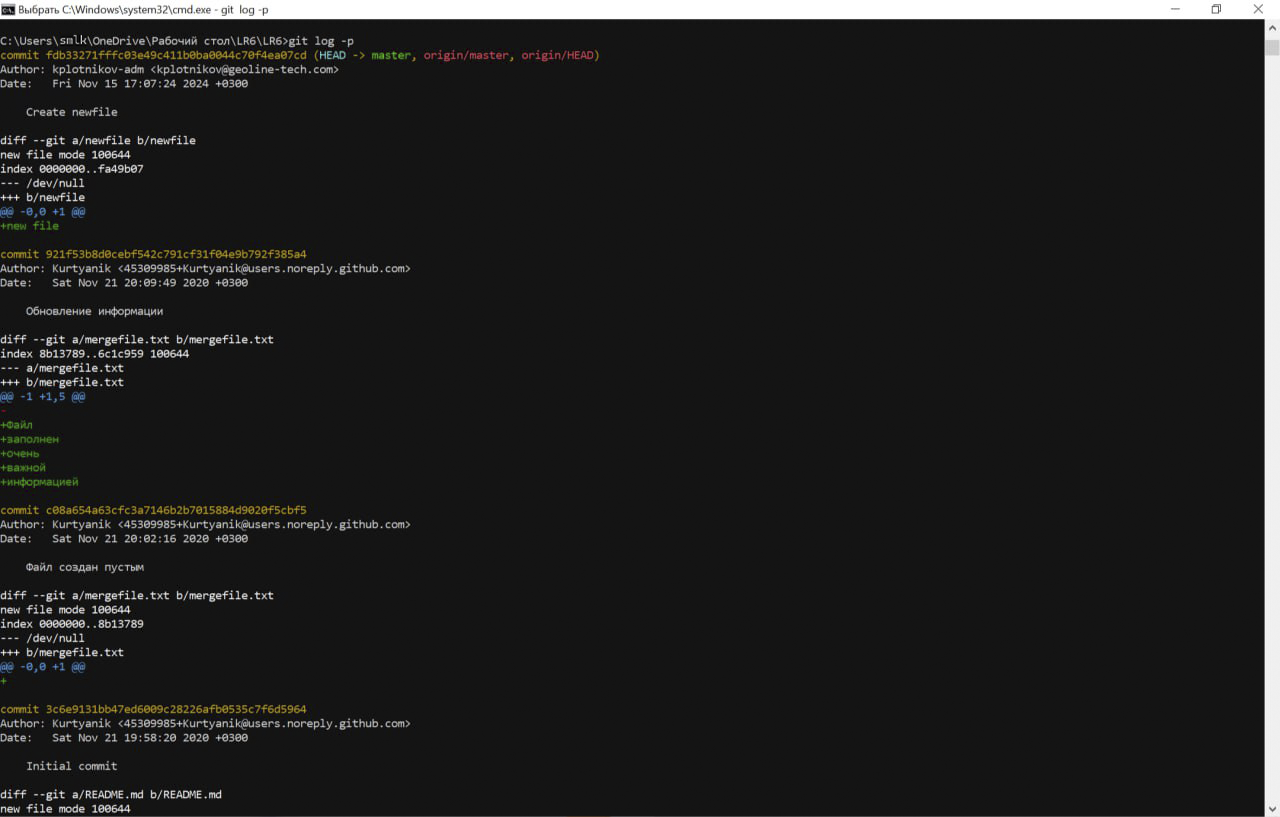 Выбрать C:\Windows\system32\cmd.exe - git log -p
C:\Users\smlk\OneDrive\Рабочий стол\LR6\LR6>git log -p
commit fdb33271fffc03e49c411b0ba0044c70f4ea07cd (HEAD -> master, origin/master, origin/HEAD)
Author: kplotnikov-adm <kplotnikov@geoline-tech.com>
Date:   Fri Nov 15 17:07:24 2024 +0300
Create newfile
diff --git a/newfile b/newfile
new file mode 100644
index 0000000..fa49b07
--- /dev/null
+++ b/newfile
@@ -0,0 +1 @@
+new file
commit 921f53b8d0cebf542c791cf31f04e9b792f385a4
Author: Kurtyanik <45309985+Kurtyanik@users.noreply.github.com>
Date:   Sat Nov 21 20:09:49 2020 +0300
Обновление информации
diff --git a/mergefile.txt b/mergefile.txt
index 8b13789..6c1c959 100644
--- a/mergefile.txt
+++ b/mergefile.txt
@@ -1 +1,5 @@
-
+Файл
+заполнен
+очень
+важной
+информацией
commit c08a654a63cfc3a7146b2b7015884d9020f5cbf5
Author: Kurtyanik <45309985+Kurtyanik@users.noreply.github.com>
Date:   Sat Nov 21 20:02:16 2020 +0300
Файл создан пустым
diff --git a/mergefile.txt b/mergefile.txt
new file mode 100644
index 0000000..8b13789
--- /dev/null
+++ b/mergefile.txt
@@ -0,0 +1 @@
+
commit 3c6e9131bb47ed6009c28226afb0535c7f6d5964
Author: Kurtyanik <45309985+Kurtyanik@users.noreply.github.com>
Date:   Sat Nov 21 19:58:20 2020 +0300
Initial commit
diff --git a/README.md b/README.md
new file mode 100644